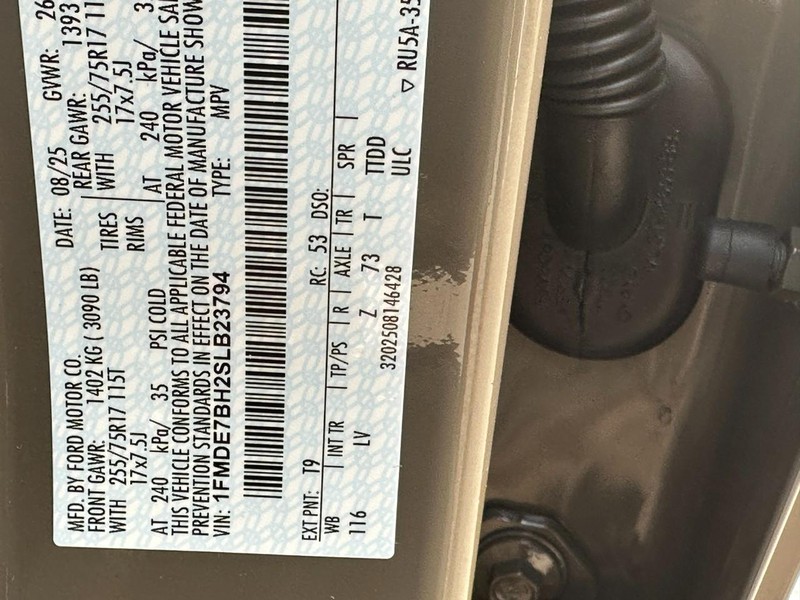 MFD. BY FORD MOTOR CO.
DATE: 08/25 GVWR: 26
FRONT GAWR: 1402 KG ( 3090 LB) REAR GAWR: 1393
WITH 255/75R17 115T TIRES WITH 255/75R17 11
17x7.5J RIMS 17x7.5J
AT 240 kPa/ 35 PSI COLD AT 240 kPa/ 3
THIS VEHICLE CONFORMS TO ALL APPLICABLE FEDERAL MOTOR VEHICLE SA
PREVENTION STANDARDS IN EFFECT ON THE DATE OF MANUFACTURE SHOW
VIN: 1FMDE7BH2SLB23794 TYPE: MPV
EXT PNT: T9 RC: 53 DSO:
WB INT TR TP/PS R AXLE TR SPR
116 LV Z 73 T TTDD
3202508146428 ULC
▽ RU5A-35